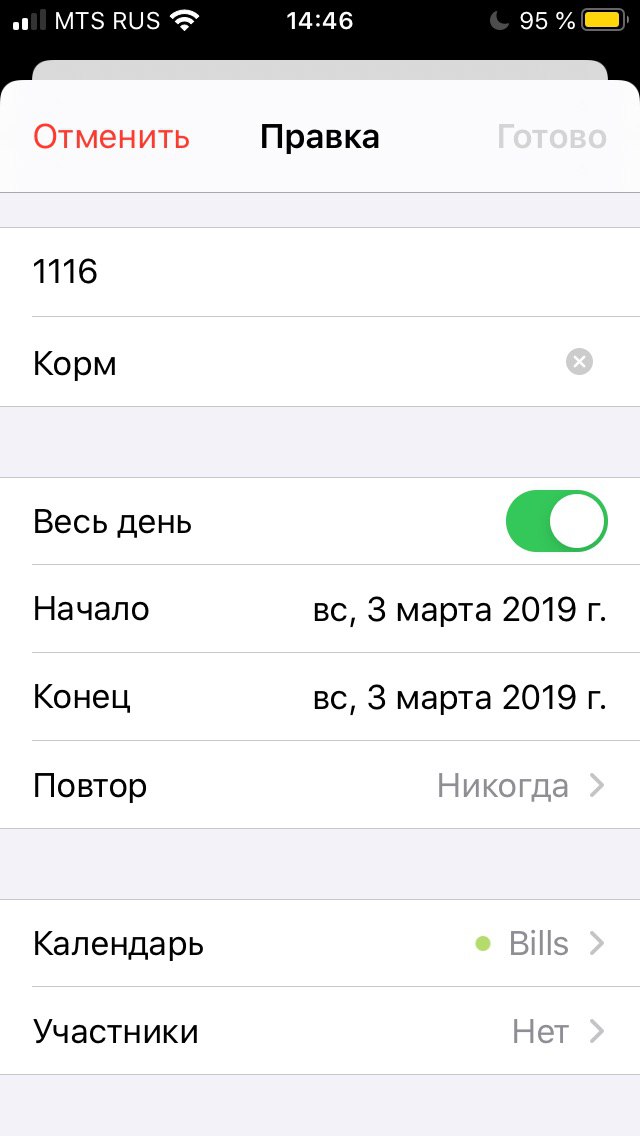 MTS RUS 14:46 95 %
Отменить Правка Готово
1116
Корм
Весь день
Начало вс, 3 марта 2019 г.
Конец вс, 3 марта 2019 г.
Повтор Никогда
Календарь Bills
Участники Нет